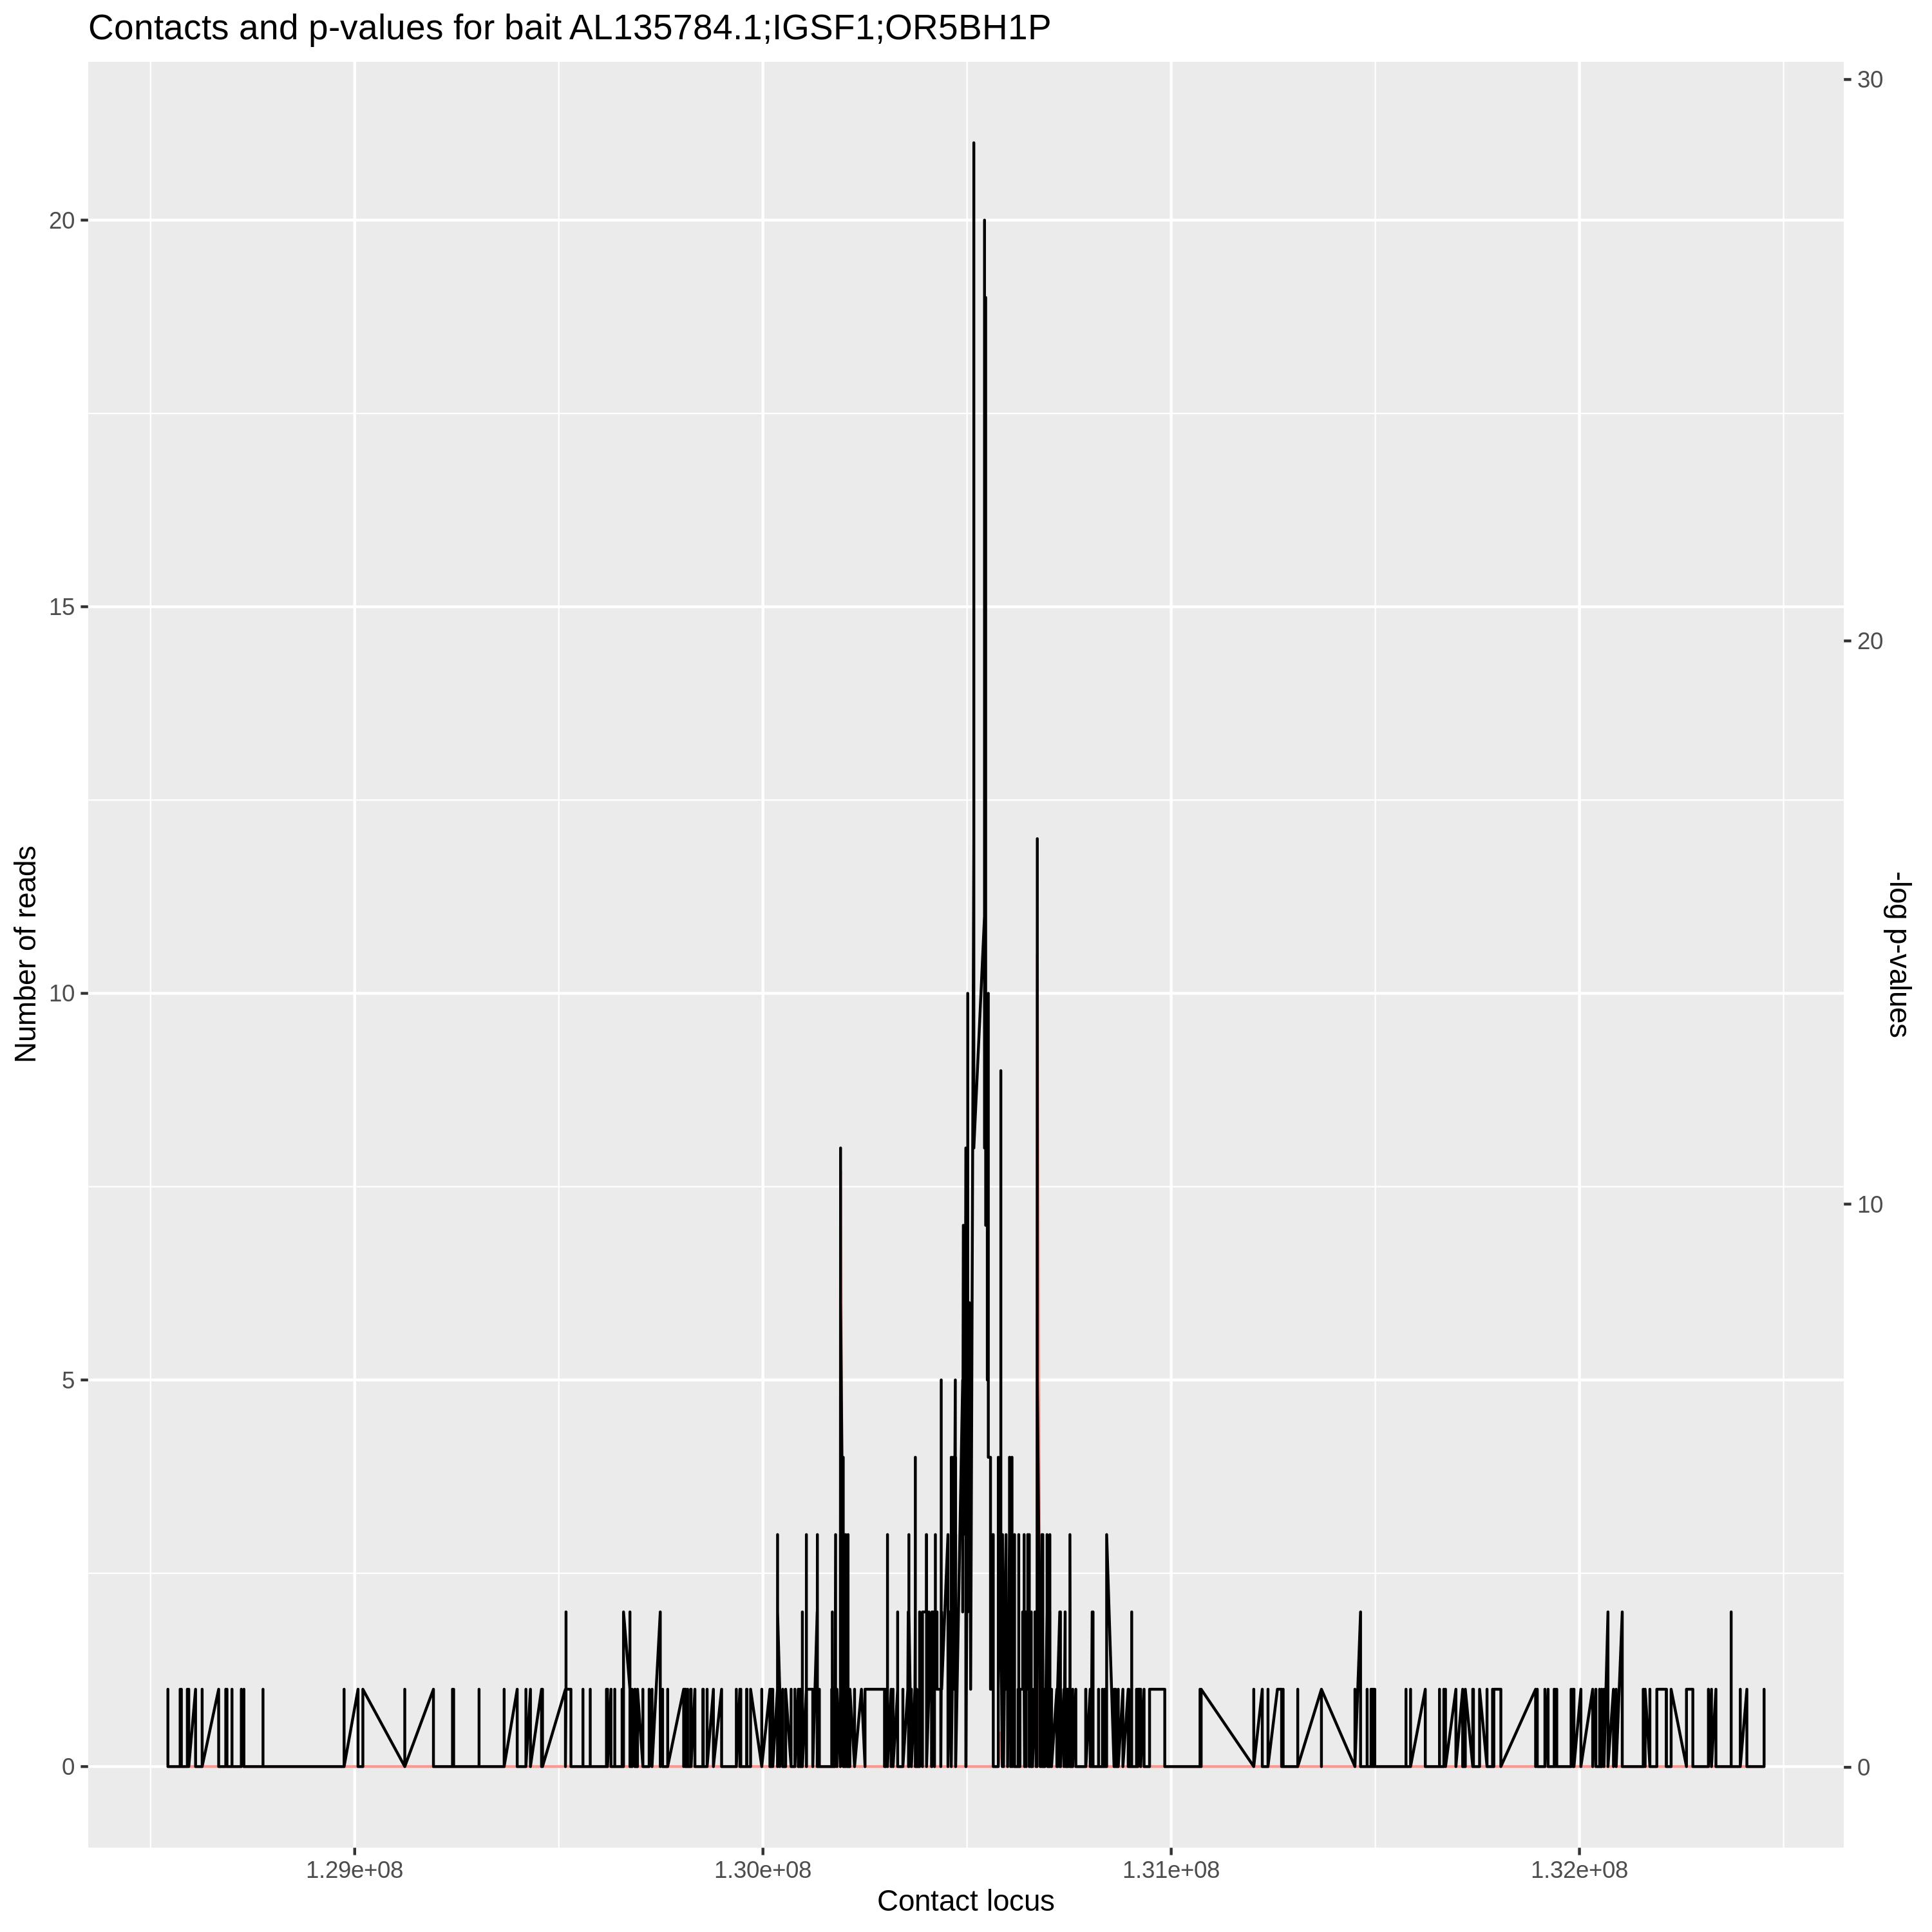 Contacts and p-values for bait AL135784.1;IGSF1;OR5BH1P
30
20
20
15
10
10
5
0
0
Number of reads
-log p-values
1.29e+08
1.30e+08
1.31e+08
1.32e+08
Contact locus